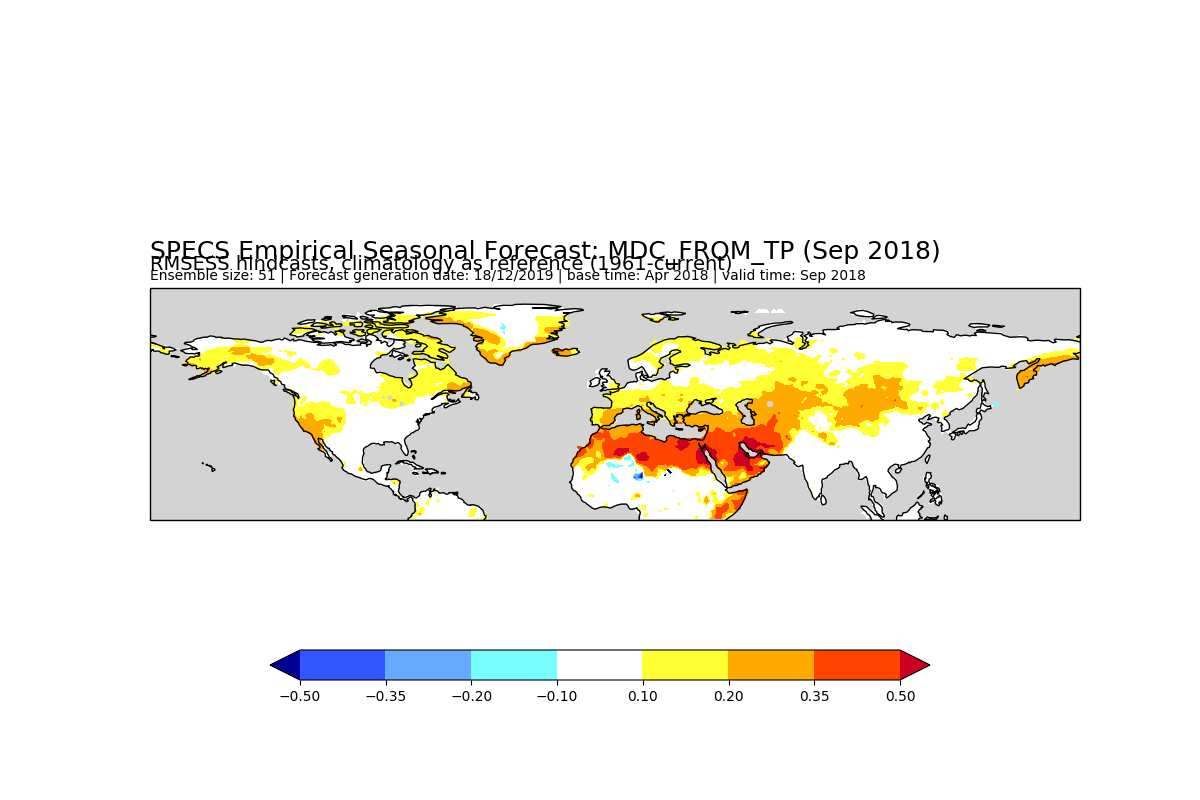 SPECS Empirical Seasonal Forecast: MDC_FROM_TP (Sep 2018)
RMSESS hindcasts, climatology as reference (1961-current)
Ensemble size: 51 | Forecast generation date: 18/12/2019 | base time: Apr 2018 | valid time: Sep 2018
−0.50 −0.35 −0.20 −0.10 0.10 0.20 0.35 0.50